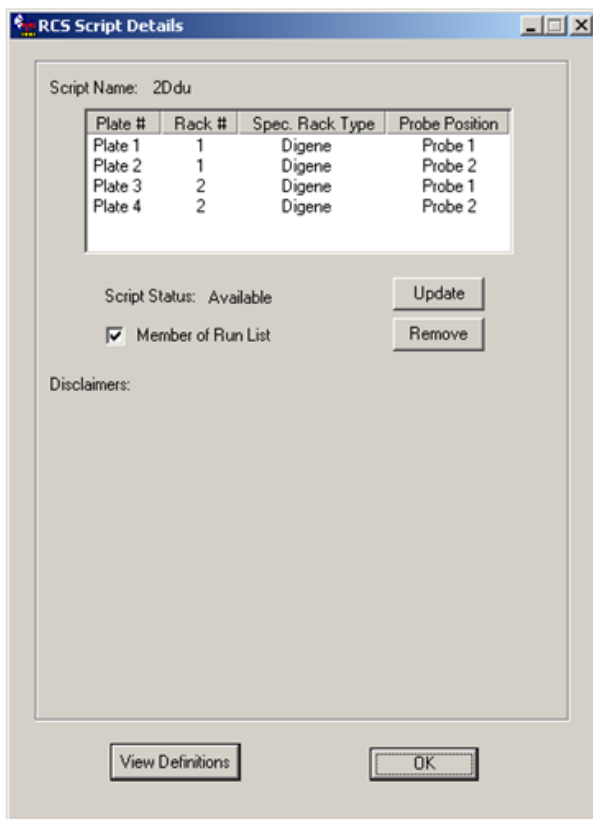 RCS Script Details
Script Name: 2Ddu
Plate # Rack # Spec. Rack Type Probe Position
Plate 1 1 Digene Probe 1
Plate 2 1 Digene Probe 2
Plate 3 2 Digene Probe 1
Plate 4 2 Digene Probe 2
Script Status: Available Update
Member of Run List Remove
Disclaimers:
View Definitions OK